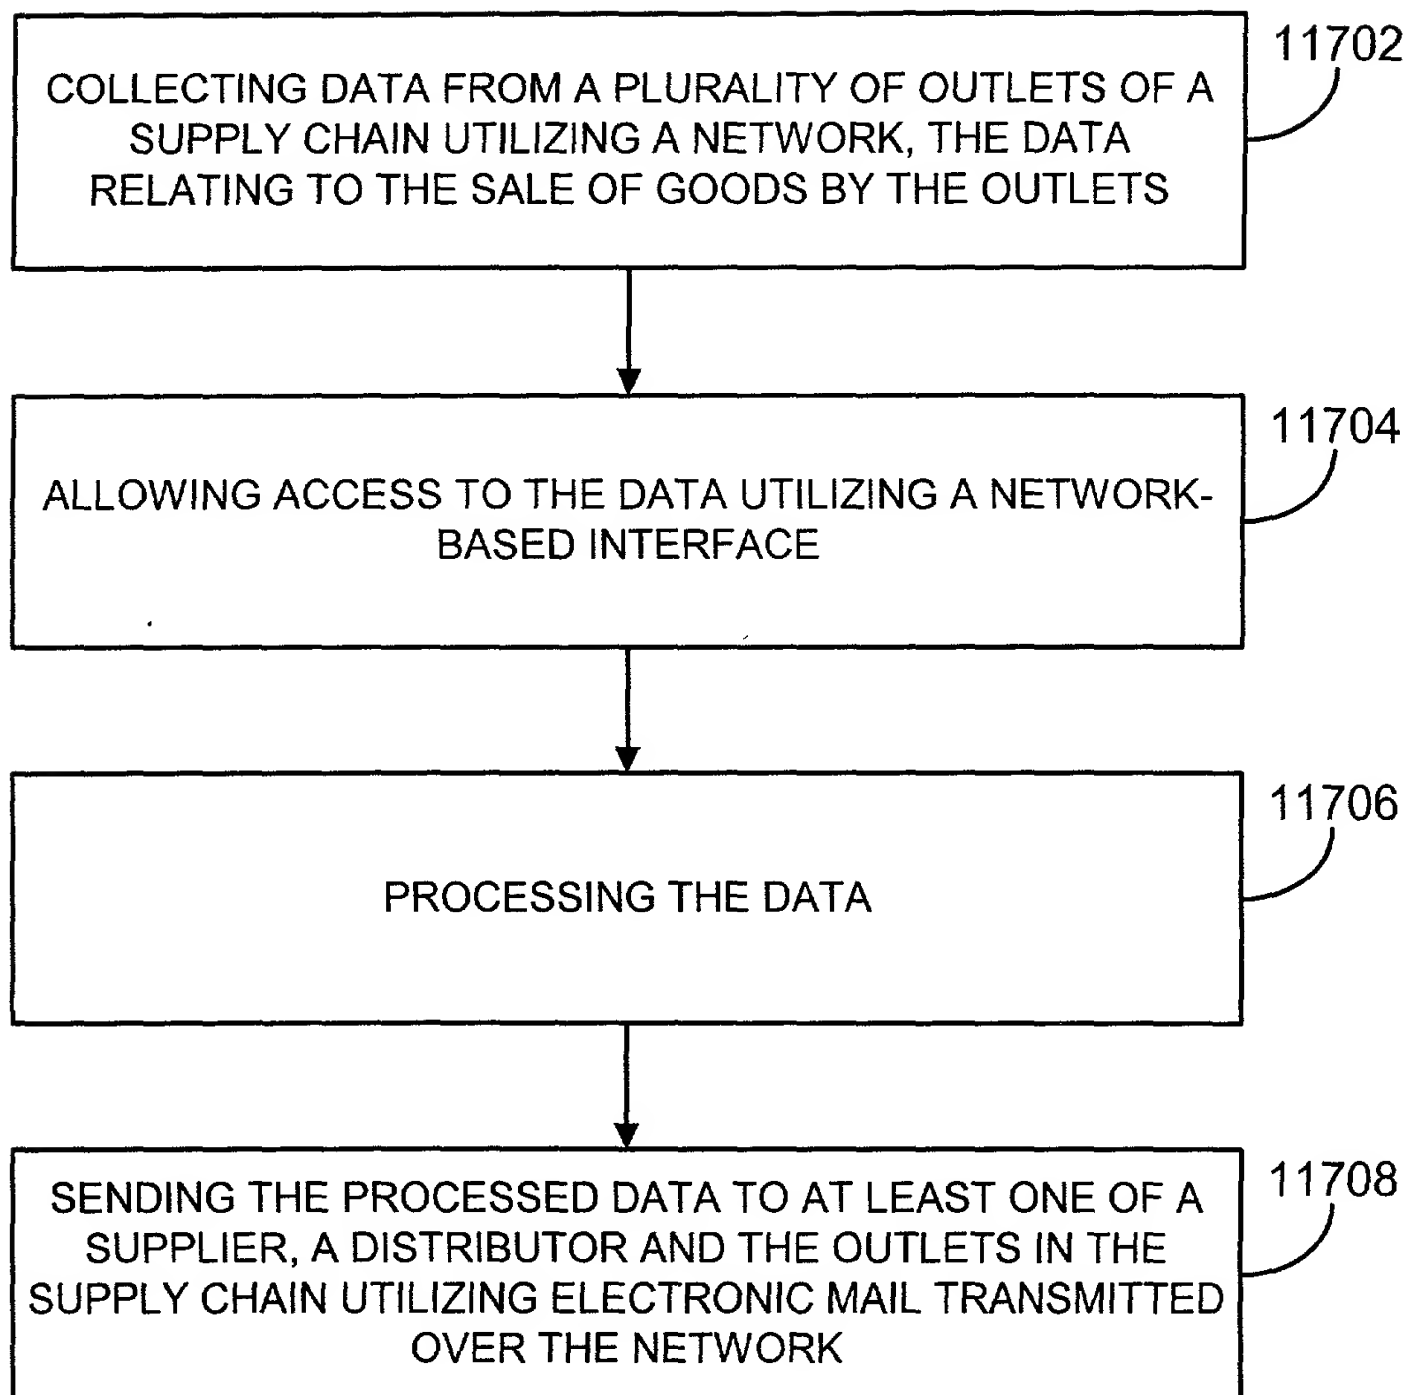 11702
COLLECTING DATA FROM A PLURALITY OF OUTLETS OF A
SUPPLY CHAIN UTILIZING A NETWORK, THE DATA
RELATING TO THE SALE OF GOODS BY THE OUTLETS
11704
ALLOWING ACCESS TO THE DATA UTILIZING A NETWORK-
BASED INTERFACE
11706
PROCESSING THE DATA
11708
SENDING THE PROCESSED DATA TO AT LEAST ONE OF A
SUPPLIER, A DISTRIBUTOR AND THE OUTLETS IN THE
SUPPLY CHAIN UTILIZING ELECTRONIC MAIL TRANSMITTED
OVER THE NETWORK